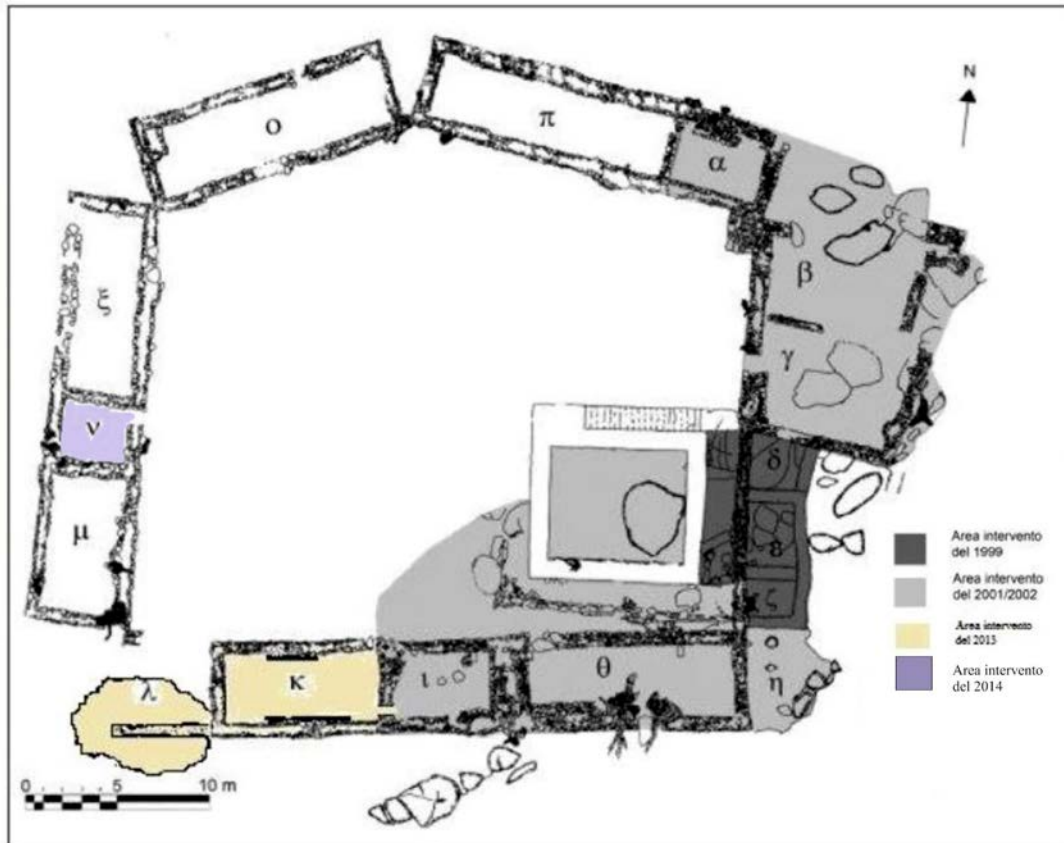 N
ο
π
α
β
ξ
γ
ν
δ
μ
ε
ζ
Area intervento
del 1999
Area intervento
del 2001/2002
Area intervento
del 2013
Area intervento
del 2014
λ
κ
ι
θ
η
0 5 10 m